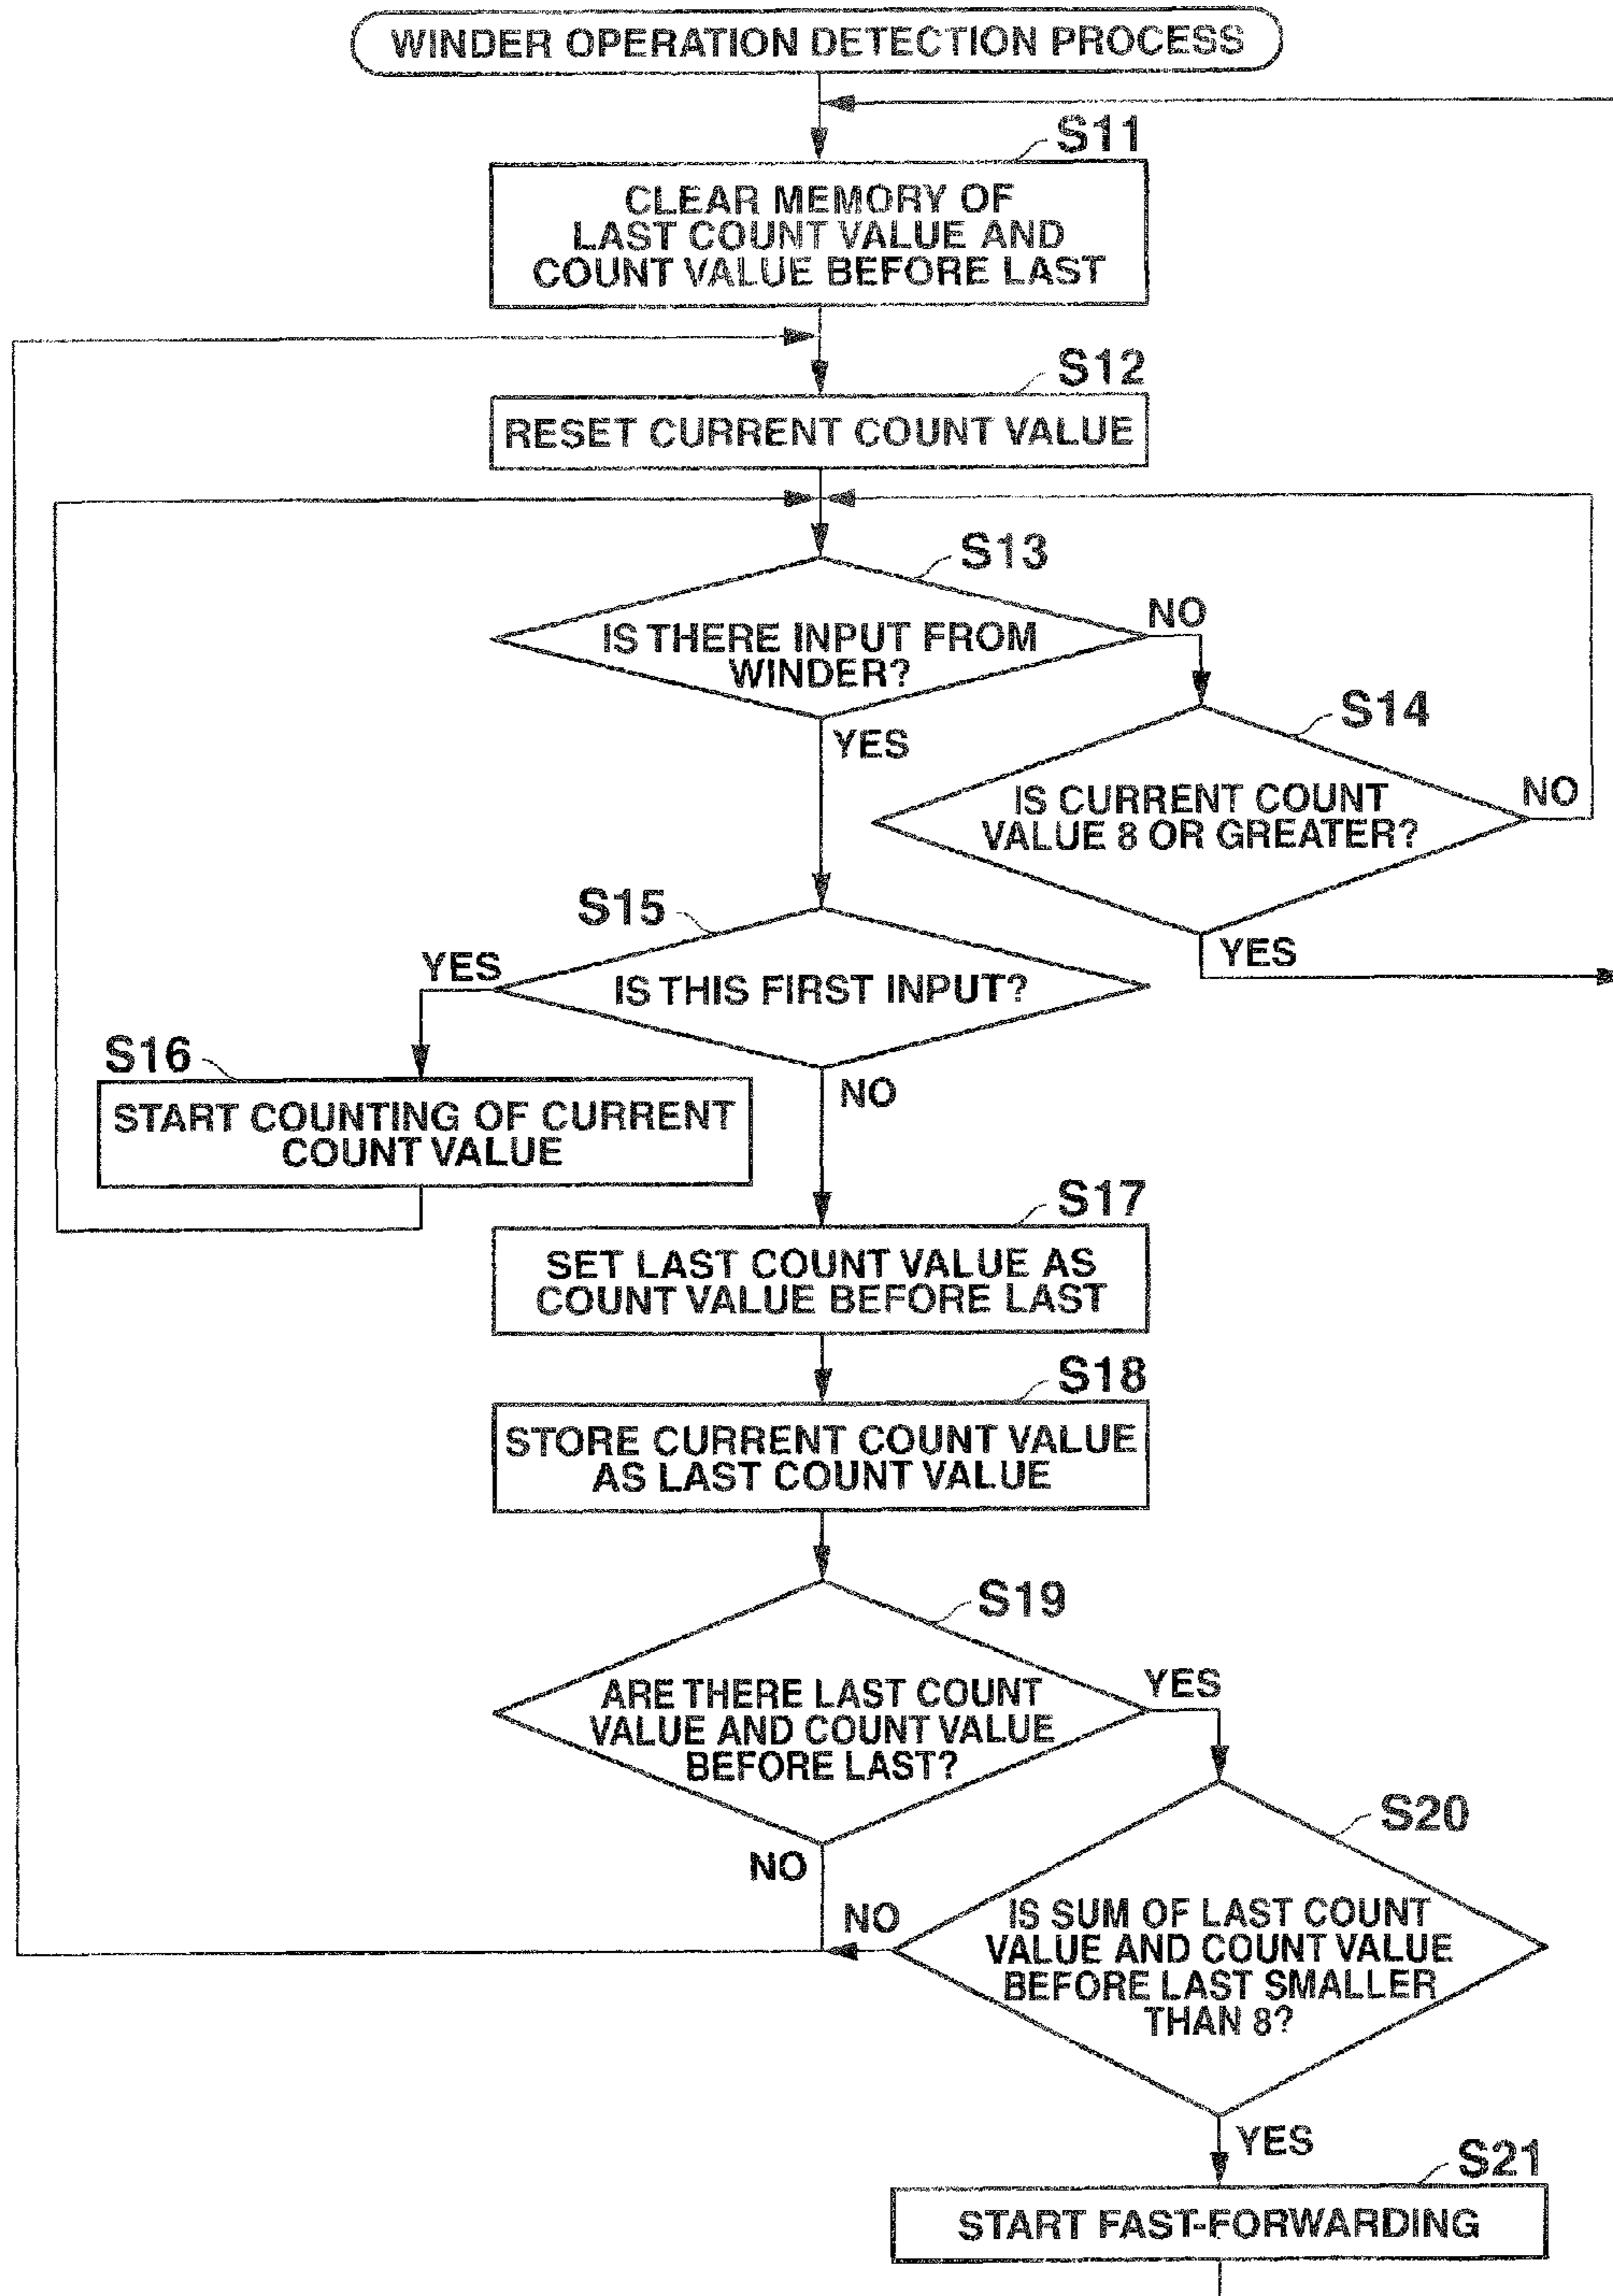 WINDER OPERATION DETECTION PROCESS
S11
CLEAR MEMORY OF
LAST COUNT VALUE AND
COUNT VALUE BEFORE LAST
S12
RESET CURRENT COUNT VALUE
S13
IS THERE INPUT FROM
WINDER?
NO
YES
S14
IS CURRENT COUNT
VALUE 8 OR GREATER?
NO
YES
S15
IS THIS FIRST INPUT?
YES
NO
S16
START COUNTING OF CURRENT
COUNT VALUE
S17
SET LAST COUNT VALUE AS
COUNT VALUE BEFORE LAST
S18
STORE CURRENT COUNT VALUE
AS LAST COUNT VALUE
S19
ARE THERE LAST COUNT
VALUE AND COUNT VALUE
BEFORE LAST?
YES
NO
S20
IS SUM OF LAST COUNT
VALUE AND COUNT VALUE
BEFORE LAST SMALLER
THAN 8?
NO
YES
S21
START FAST-FORWARDING